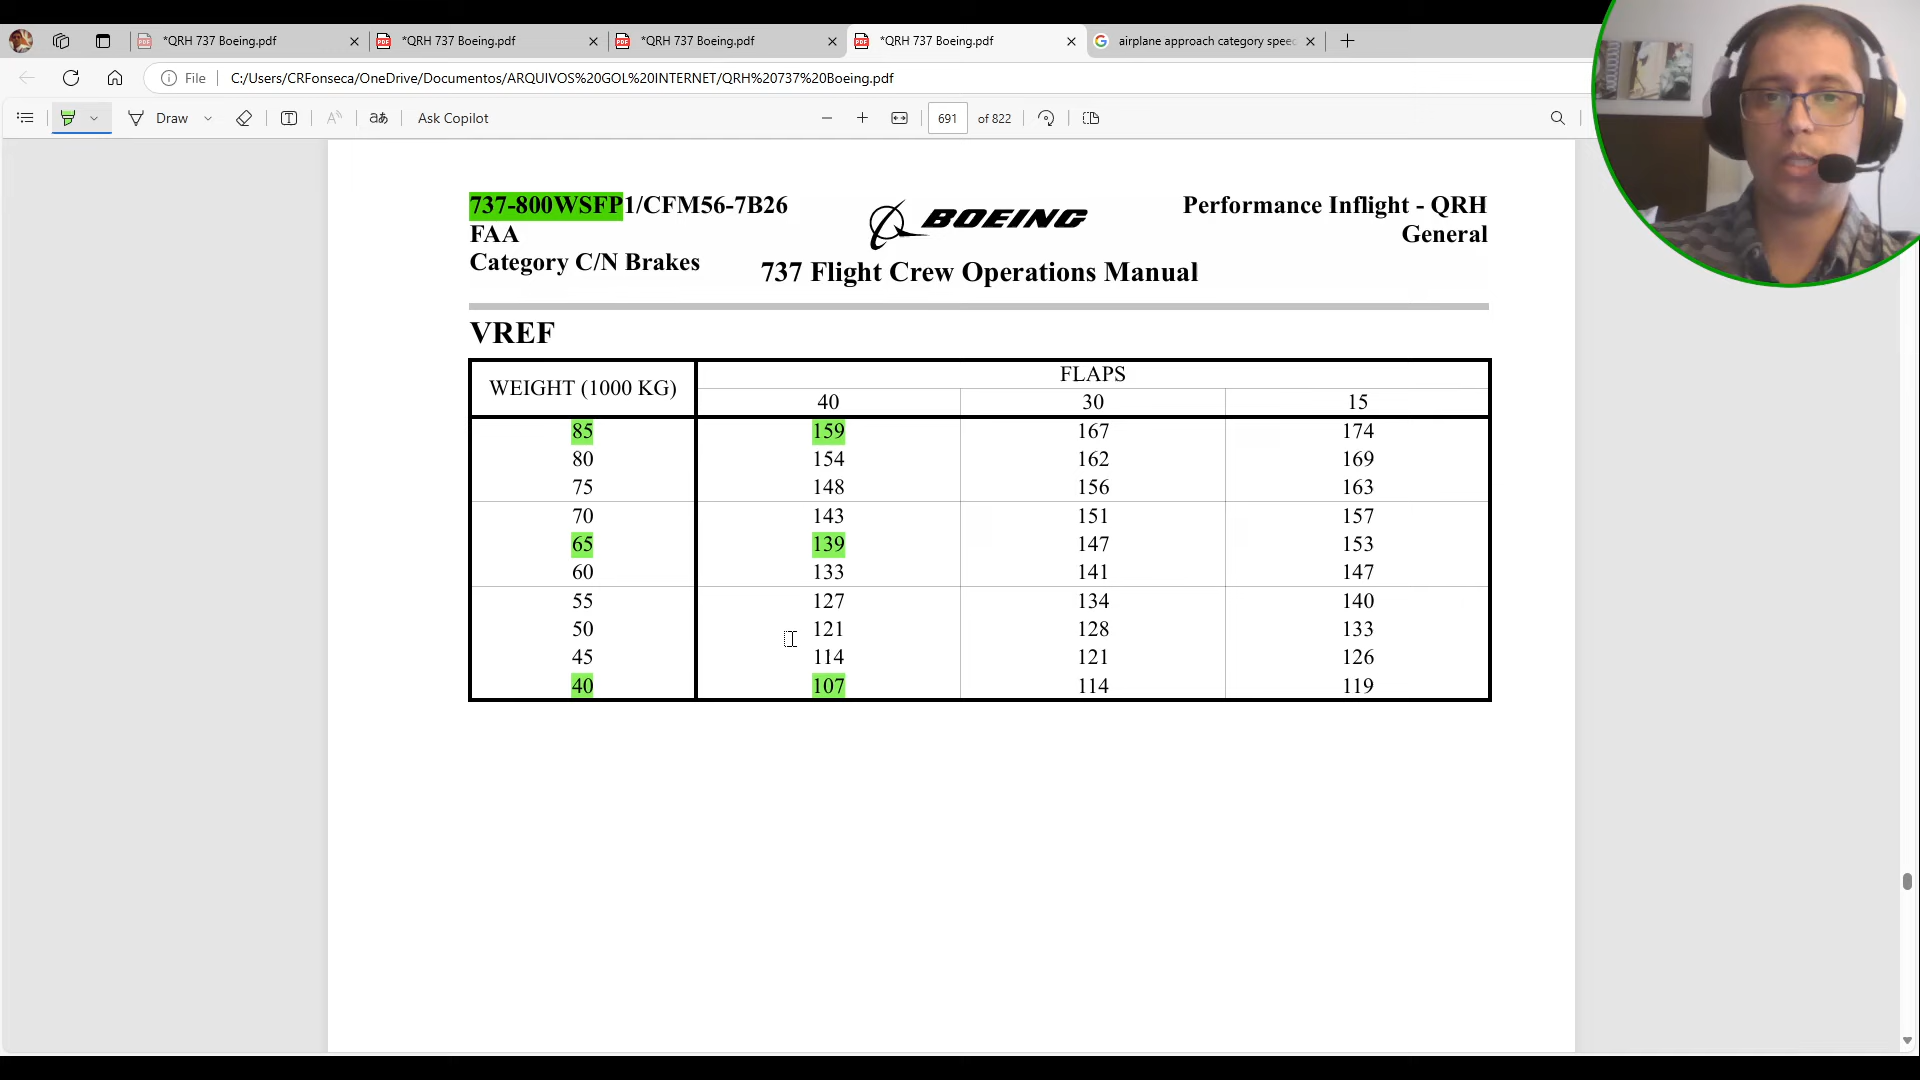 *QRH 737 Boeing.pdf
*QRH 737 Boeing.pdf
*QRH 737 Boeing.pdf
*QRH 737 Boeing.pdf
airplane approach category spee
File
C:/Users/CRFonseca/OneDrive/Documentos/ARQUIVOS%20GOL%20INTERNET/QRH%20737%20Boeing.pdf
Draw
Ask Copilot
691 of 822
737-800WSFP1/CFM56-7B26
FAA
Category C/N Brakes
BOEING
737 Flight Crew Operations Manual
Performance Inflight - QRH
General
VREF
WEIGHT (1000 KG) FLAPS
40 30 15
85 159 167 174
80 154 162 169
75 148 156 163
70 143 151 157
65 139 147 153
60 133 141 147
55 127 134 140
50 121 128 133
45 114 121 126
40 107 114 119